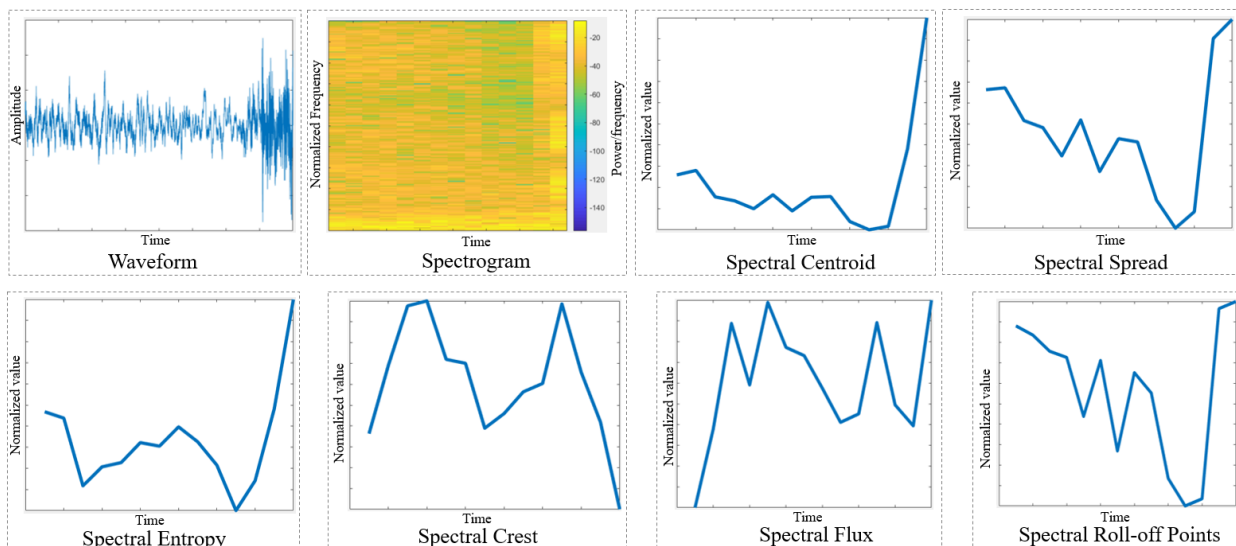 Amplitude
Time
Waveform
Normalized Frequency
-20
-40
-60
-80
-100
-120
-140
Power/frequency
Time
Spectrogram
Normalized value
Time
Spectral Centroid
Normalized value
Time
Spectral Spread
Normalized value
Time
Spectral Entropy
Normalized value
Time
Spectral Crest
Normalized value
Time
Spectral Flux
Normalized value
Time
Spectral Roll-off Points